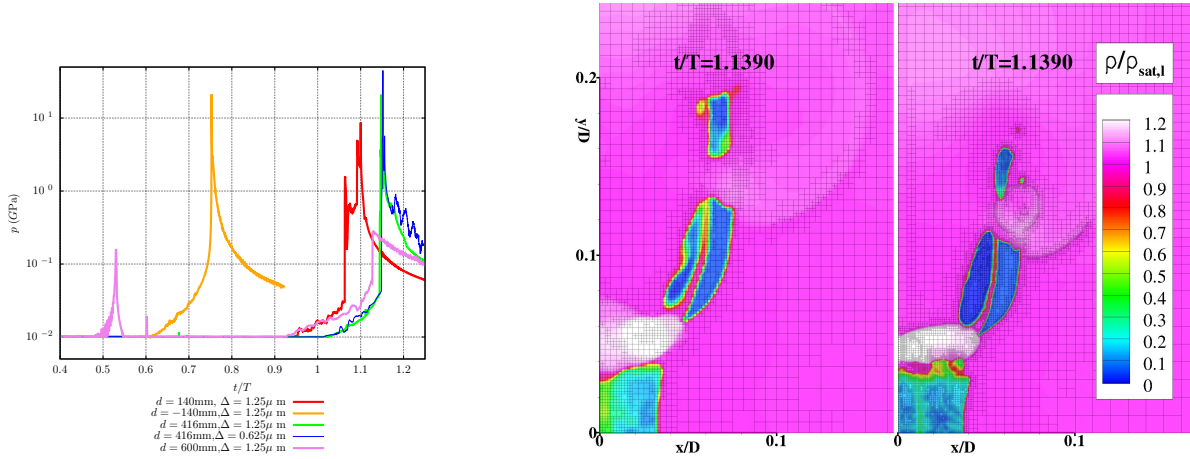 10^1
10^0
10^-1
10^-2
p (GPa)
0.4 0.5 0.6 0.7 0.8 0.9 1 1.1 1.2
t/T
d = 140mm, Δ = 1.25μ m
d = −140mm, Δ = 1.25μ m
d = 416mm,Δ = 1.25μ m
d = 416mm,Δ = 0.625μ m
d = 600mm,Δ = 1.25μ m
t/T=1.1390
0.2
y/D
0.1
0
0 0.1
x/D
t/T=1.1390
0 0.1
x/D
ρ/ρsat,l
1.2
1.1
1
0.9
0.8
0.7
0.6
0.5
0.4
0.3
0.2
0.1
0